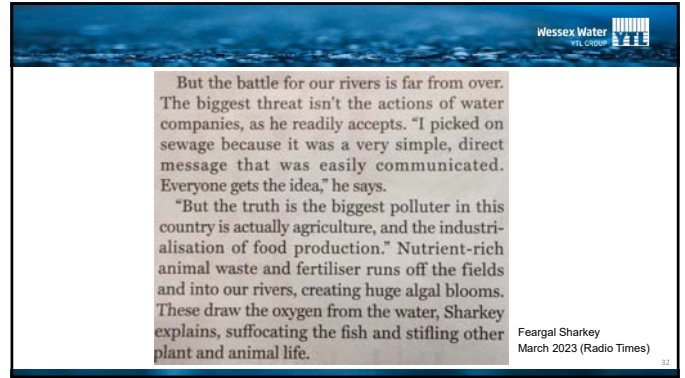 Wessex Water
YTL GROUP
YTL
But the battle for our rivers is far from over.
The biggest threat isn't the actions of water
companies, as he readily accepts. “I picked on
sewage because it was a very simple, direct
message that was easily communicated.
Everyone gets the idea,” he says.
“But the truth is the biggest polluter in this
country is actually agriculture, and the industri-
alisation of food production.” Nutrient-rich
animal waste and fertiliser runs off the fields
and into our rivers, creating huge algal blooms.
These draw the oxygen from the water, Sharkey
explains, suffocating the fish and stifling other
plant and animal life.
Feargal Sharkey
March 2023 (Radio Times)
32